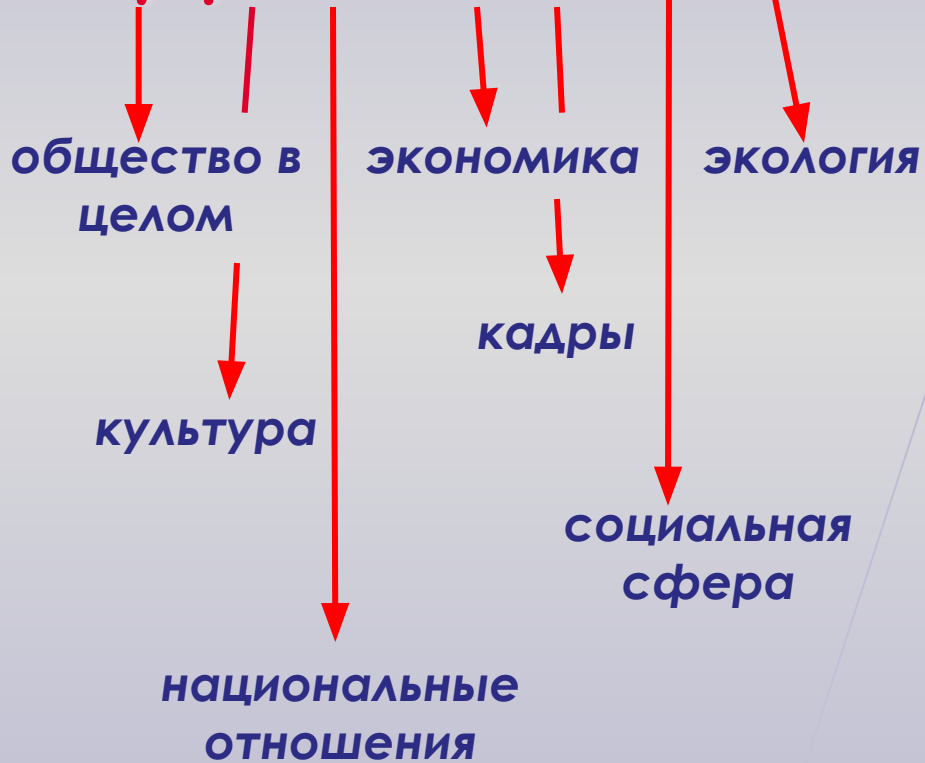 общество в
целом
экономика
экология
кадры
культура
социальная
сфера
национальные
отношения